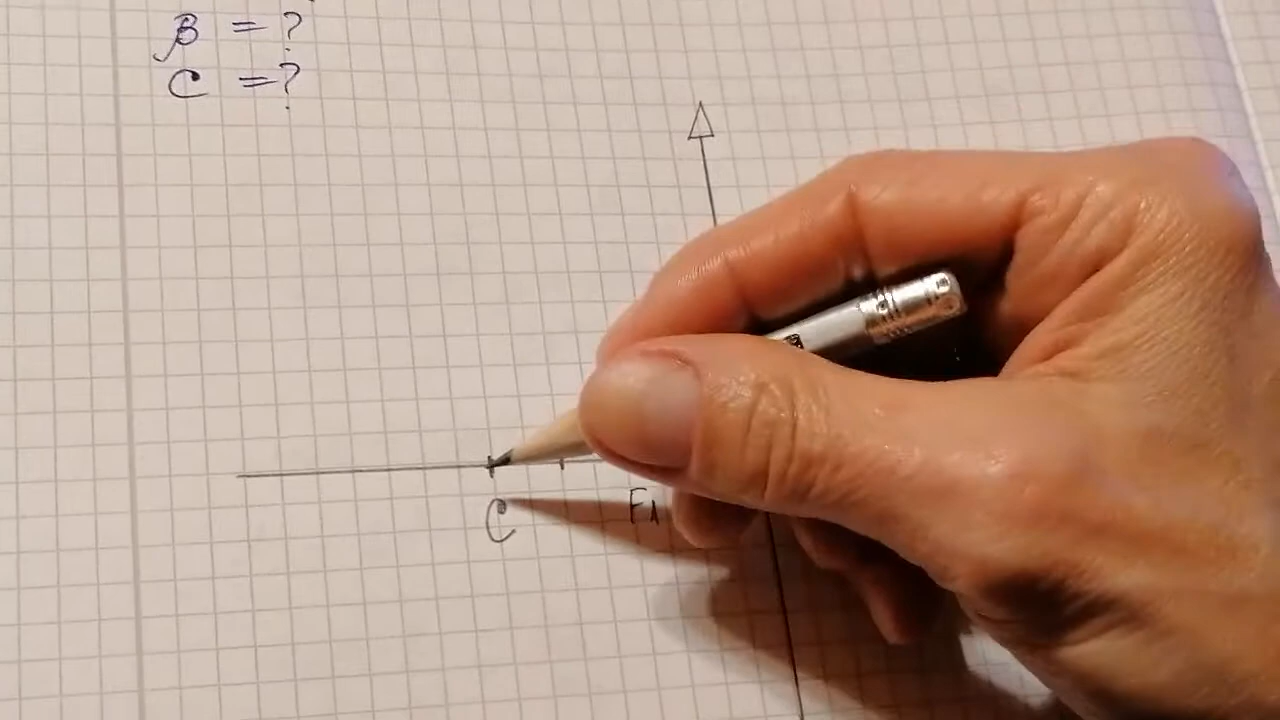 β = ?
C = ?
C F1